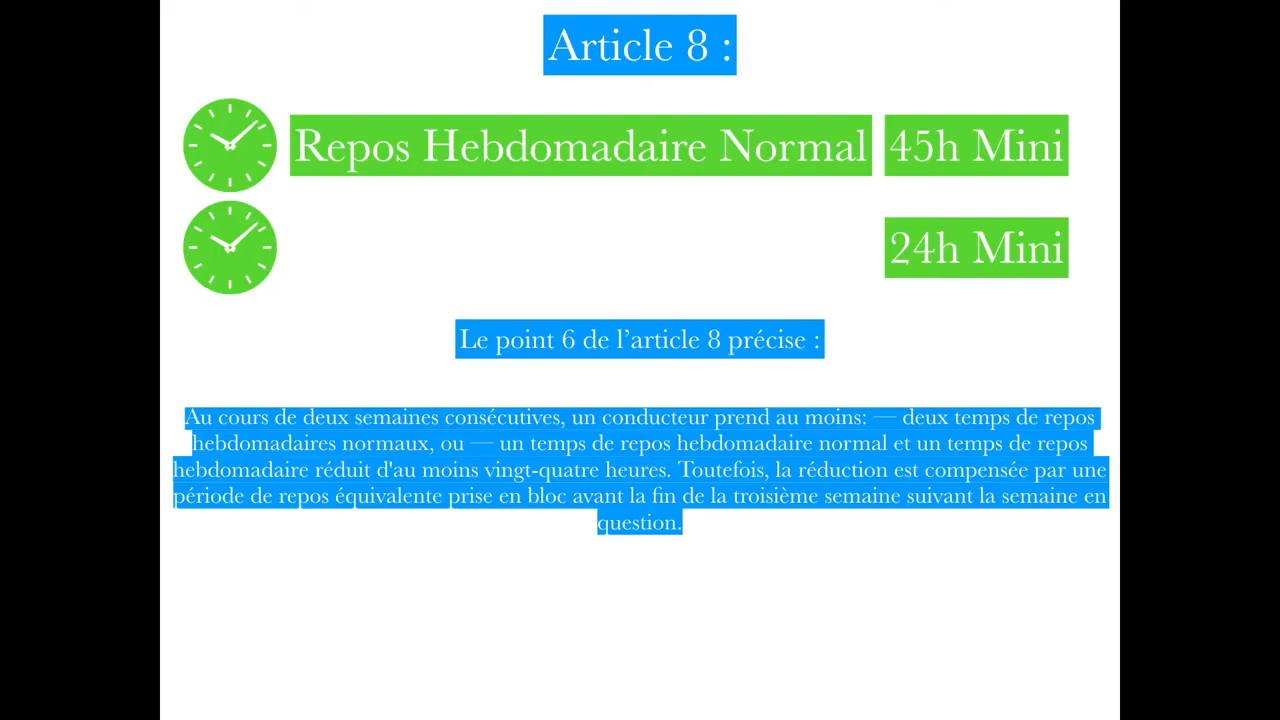 Article 8 :
Repos Hebdomadaire Normal 45h Mini
24h Mini
Le point 6 de l’article 8 précise :
Au cours de deux semaines consécutives, un conducteur prend au moins: — deux temps de repos
hebdomadaires normaux, ou — un temps de repos hebdomadaire normal et un temps de repos
hebdomadaire réduit d'au moins vingt-quatre heures. Toutefois, la réduction est compensée par une
période de repos équivalente prise en bloc avant la fin de la troisième semaine suivant la semaine en
question.